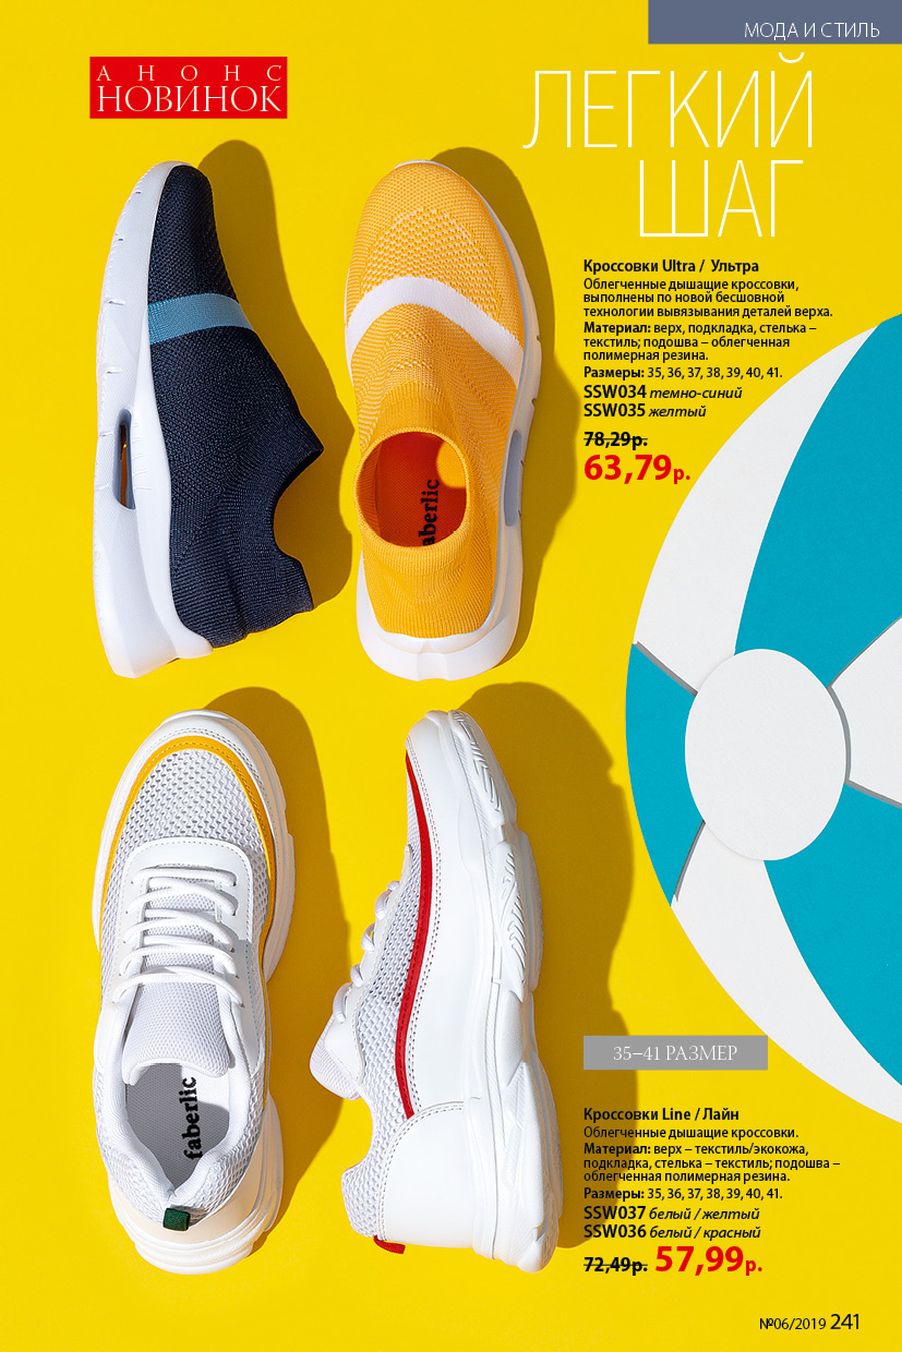 МОДА И СТИЛЬ
АНОНС
НОВИНОК
ЛЕГКИЙ
ШАГ
Кроссовки Ultra / Ультра
Облегченные дышащие кроссовки,
выполнены по новой бесшовной
технологии вывязывания деталей верха.
Материал: верх, подкладка, стелька –
текстиль; подошва – облегченная
полимерная резина.
Размеры: 35, 36, 37, 38, 39, 40, 41.
SSW034 темно-синий
SSW035 желтый
78,29р.
63,79р.
faberlic
faberlic
35–41 РАЗМЕР
Кроссовки Line / Лайн
Облегченные дышащие кроссовки.
Материал: верх – текстиль/экокожа,
подкладка, стелька – текстиль; подошва –
облегченная полимерная резина.
Размеры: 35, 36, 37, 38, 39, 40, 41.
SSW037 белый / желтый
SSW036 белый / красный
72,49р. 57,99р.
№06/2019 241